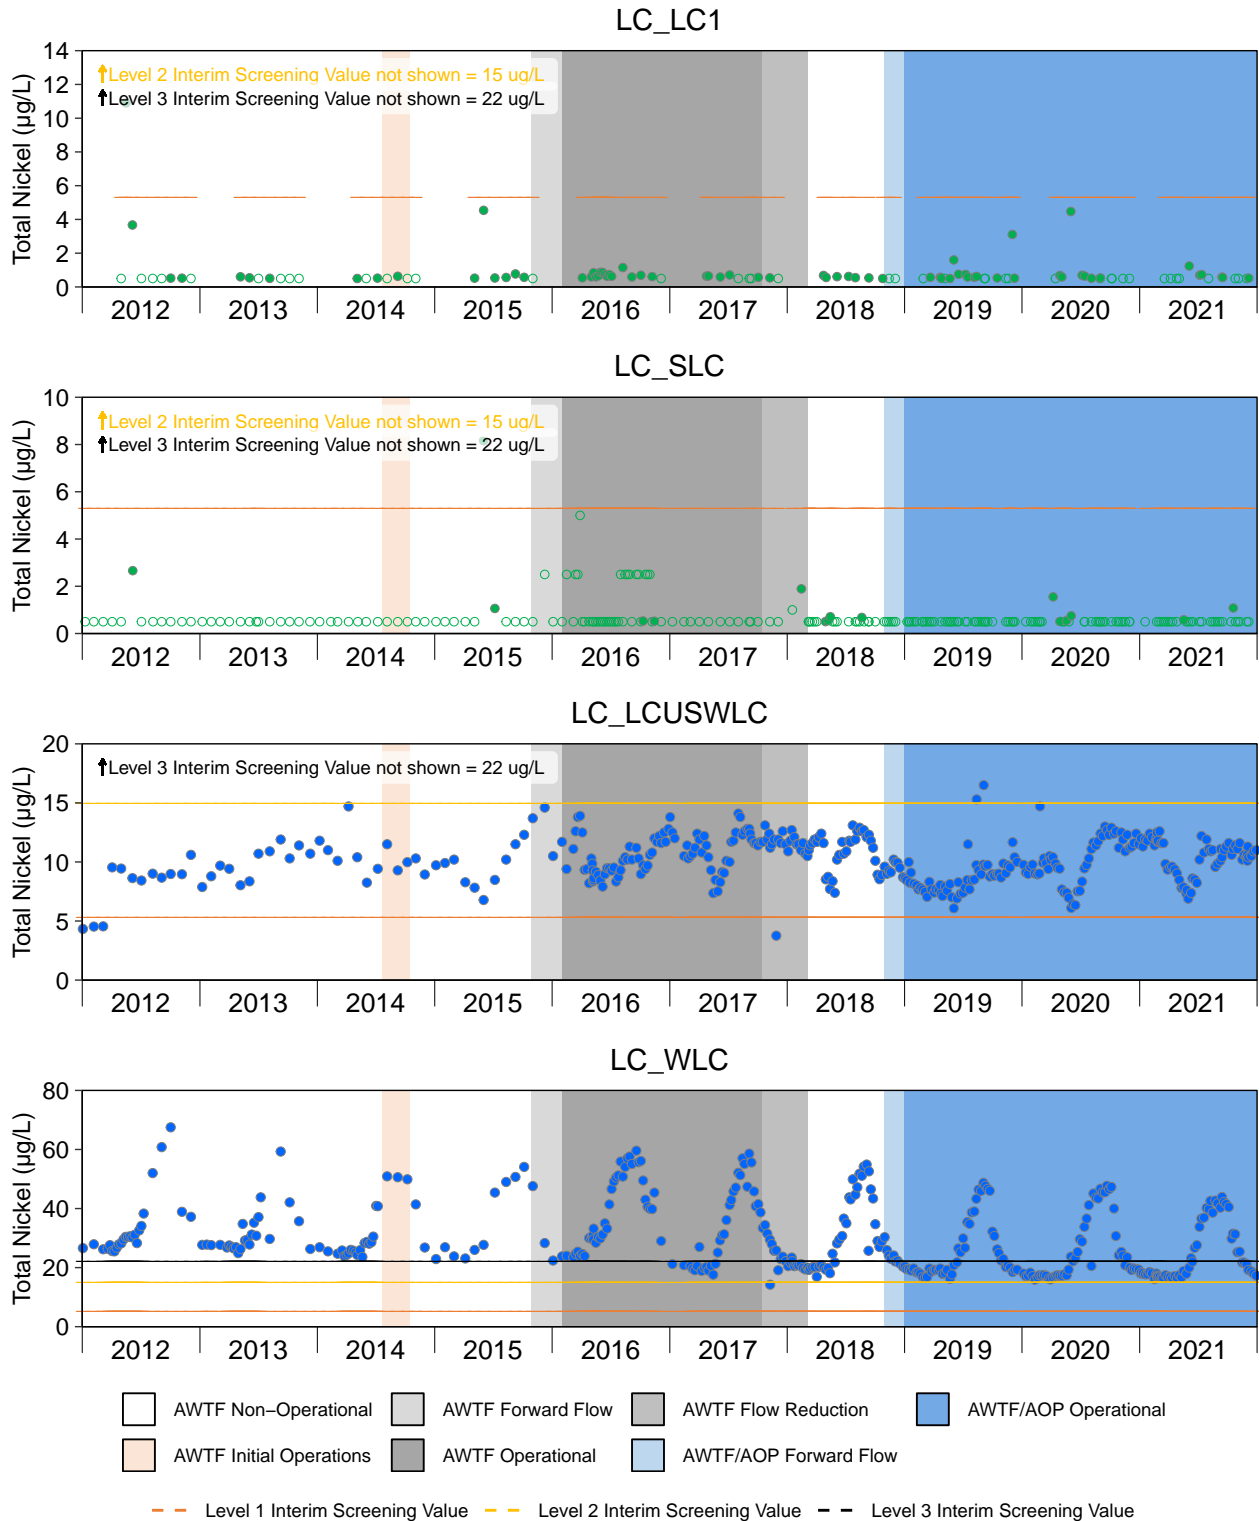 LC_LC1
Total Nickel (µg/L)
14
12
10
8
6
4
2
0
↑Level 2 Interim Screening Value not shown = 15 ug/L
↑Level 3 Interim Screening Value not shown = 22 ug/L
2012 2013 2014 2015 2016 2017 2018 2019 2020 2021
LC_SLC
Total Nickel (µg/L)
10
8
6
4
2
0
↑Level 2 Interim Screening Value not shown = 15 ug/L
↑Level 3 Interim Screening Value not shown = 22 ug/L
2012 2013 2014 2015 2016 2017 2018 2019 2020 2021
LC_LCUSWLC
Total Nickel (µg/L)
20
15
10
5
0
↑Level 3 Interim Screening Value not shown = 22 ug/L
2012 2013 2014 2015 2016 2017 2018 2019 2020 2021
LC_WLC
Total Nickel (µg/L)
80
60
40
20
0
2012 2013 2014 2015 2016 2017 2018 2019 2020 2021
AWTF Non−Operational AWTF Forward Flow AWTF Flow Reduction AWTF/AOP Operational
AWTF Initial Operations AWTF Operational AWTF/AOP Forward Flow
Level 1 Interim Screening Value Level 2 Interim Screening Value Level 3 Interim Screening Value